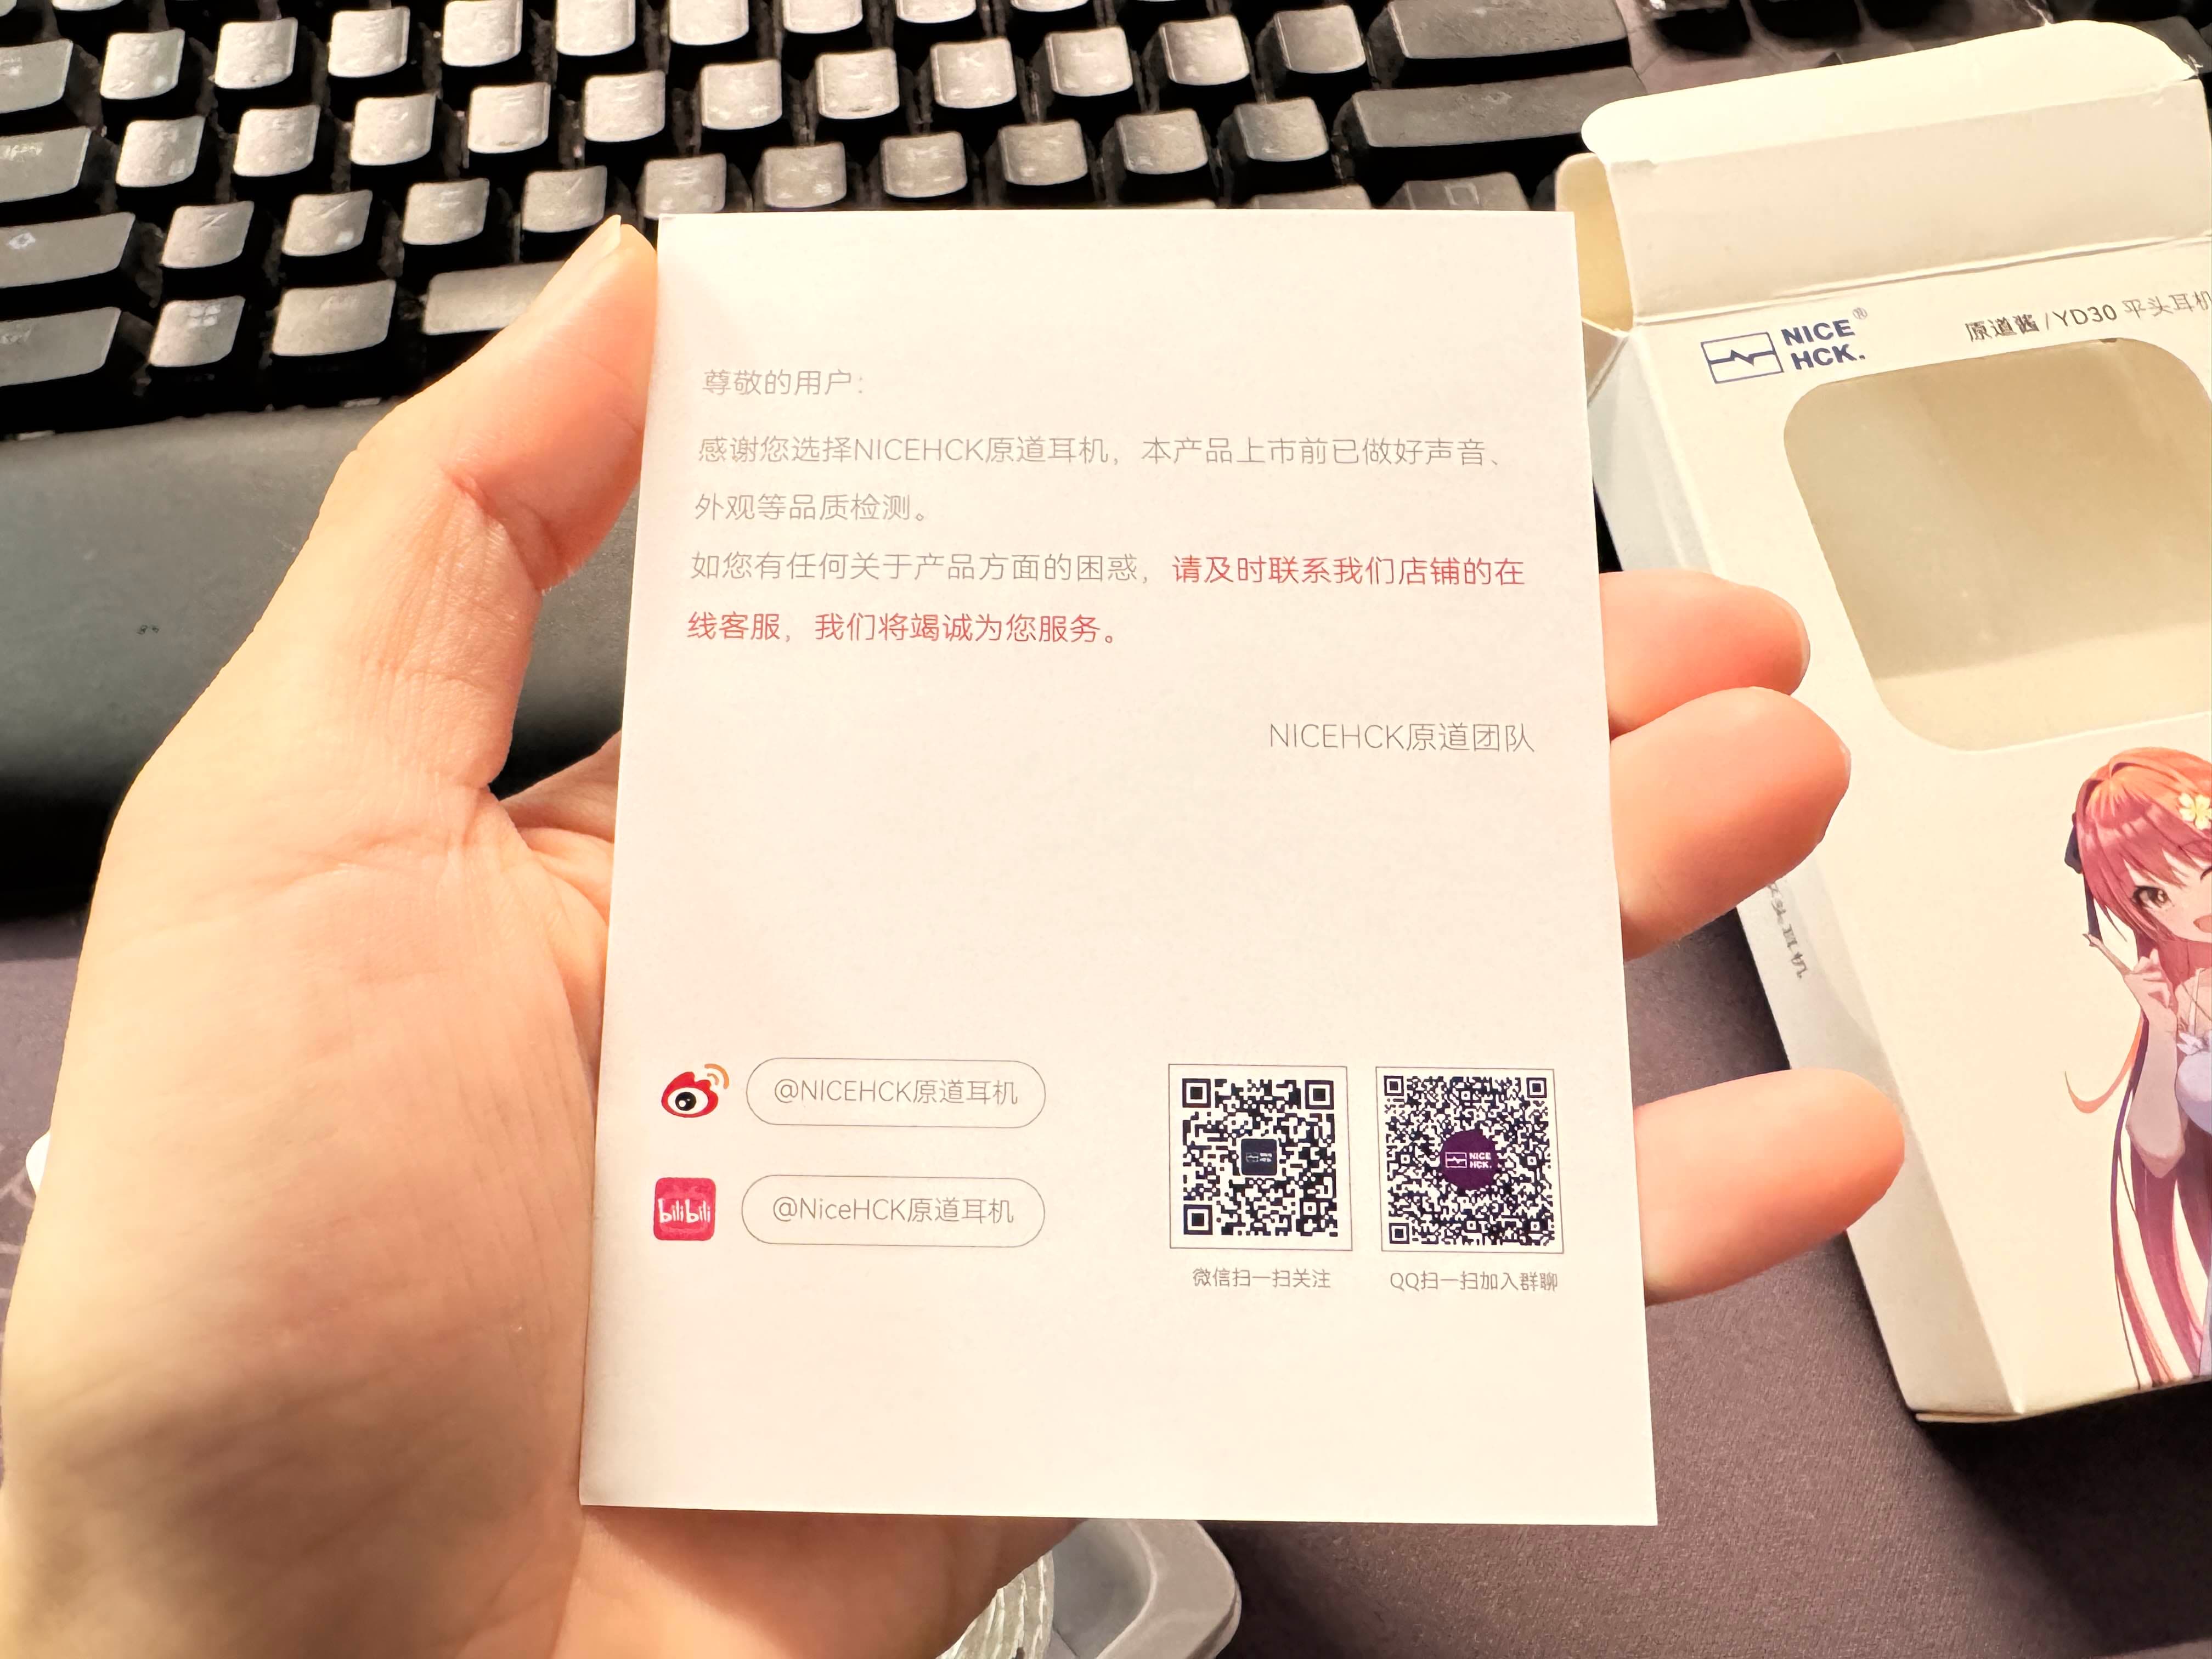 尊敬的用户：
感谢您选择NICEHCK原道耳机，本产品上市前已做好声音、
外观等品质检测。
如您有任何关于产品方面的困惑，请及时联系我们店铺的在
线客服，我们将竭诚为您服务。
NICEHCK原道团队
@NICEHCK原道耳机
bilibili
@NiceHCK原道耳机
NICE
HCK.
微信扫一扫关注
QQ扫一扫加入群聊
NICE
HCK.®
原道酱/YD30 平头耳机